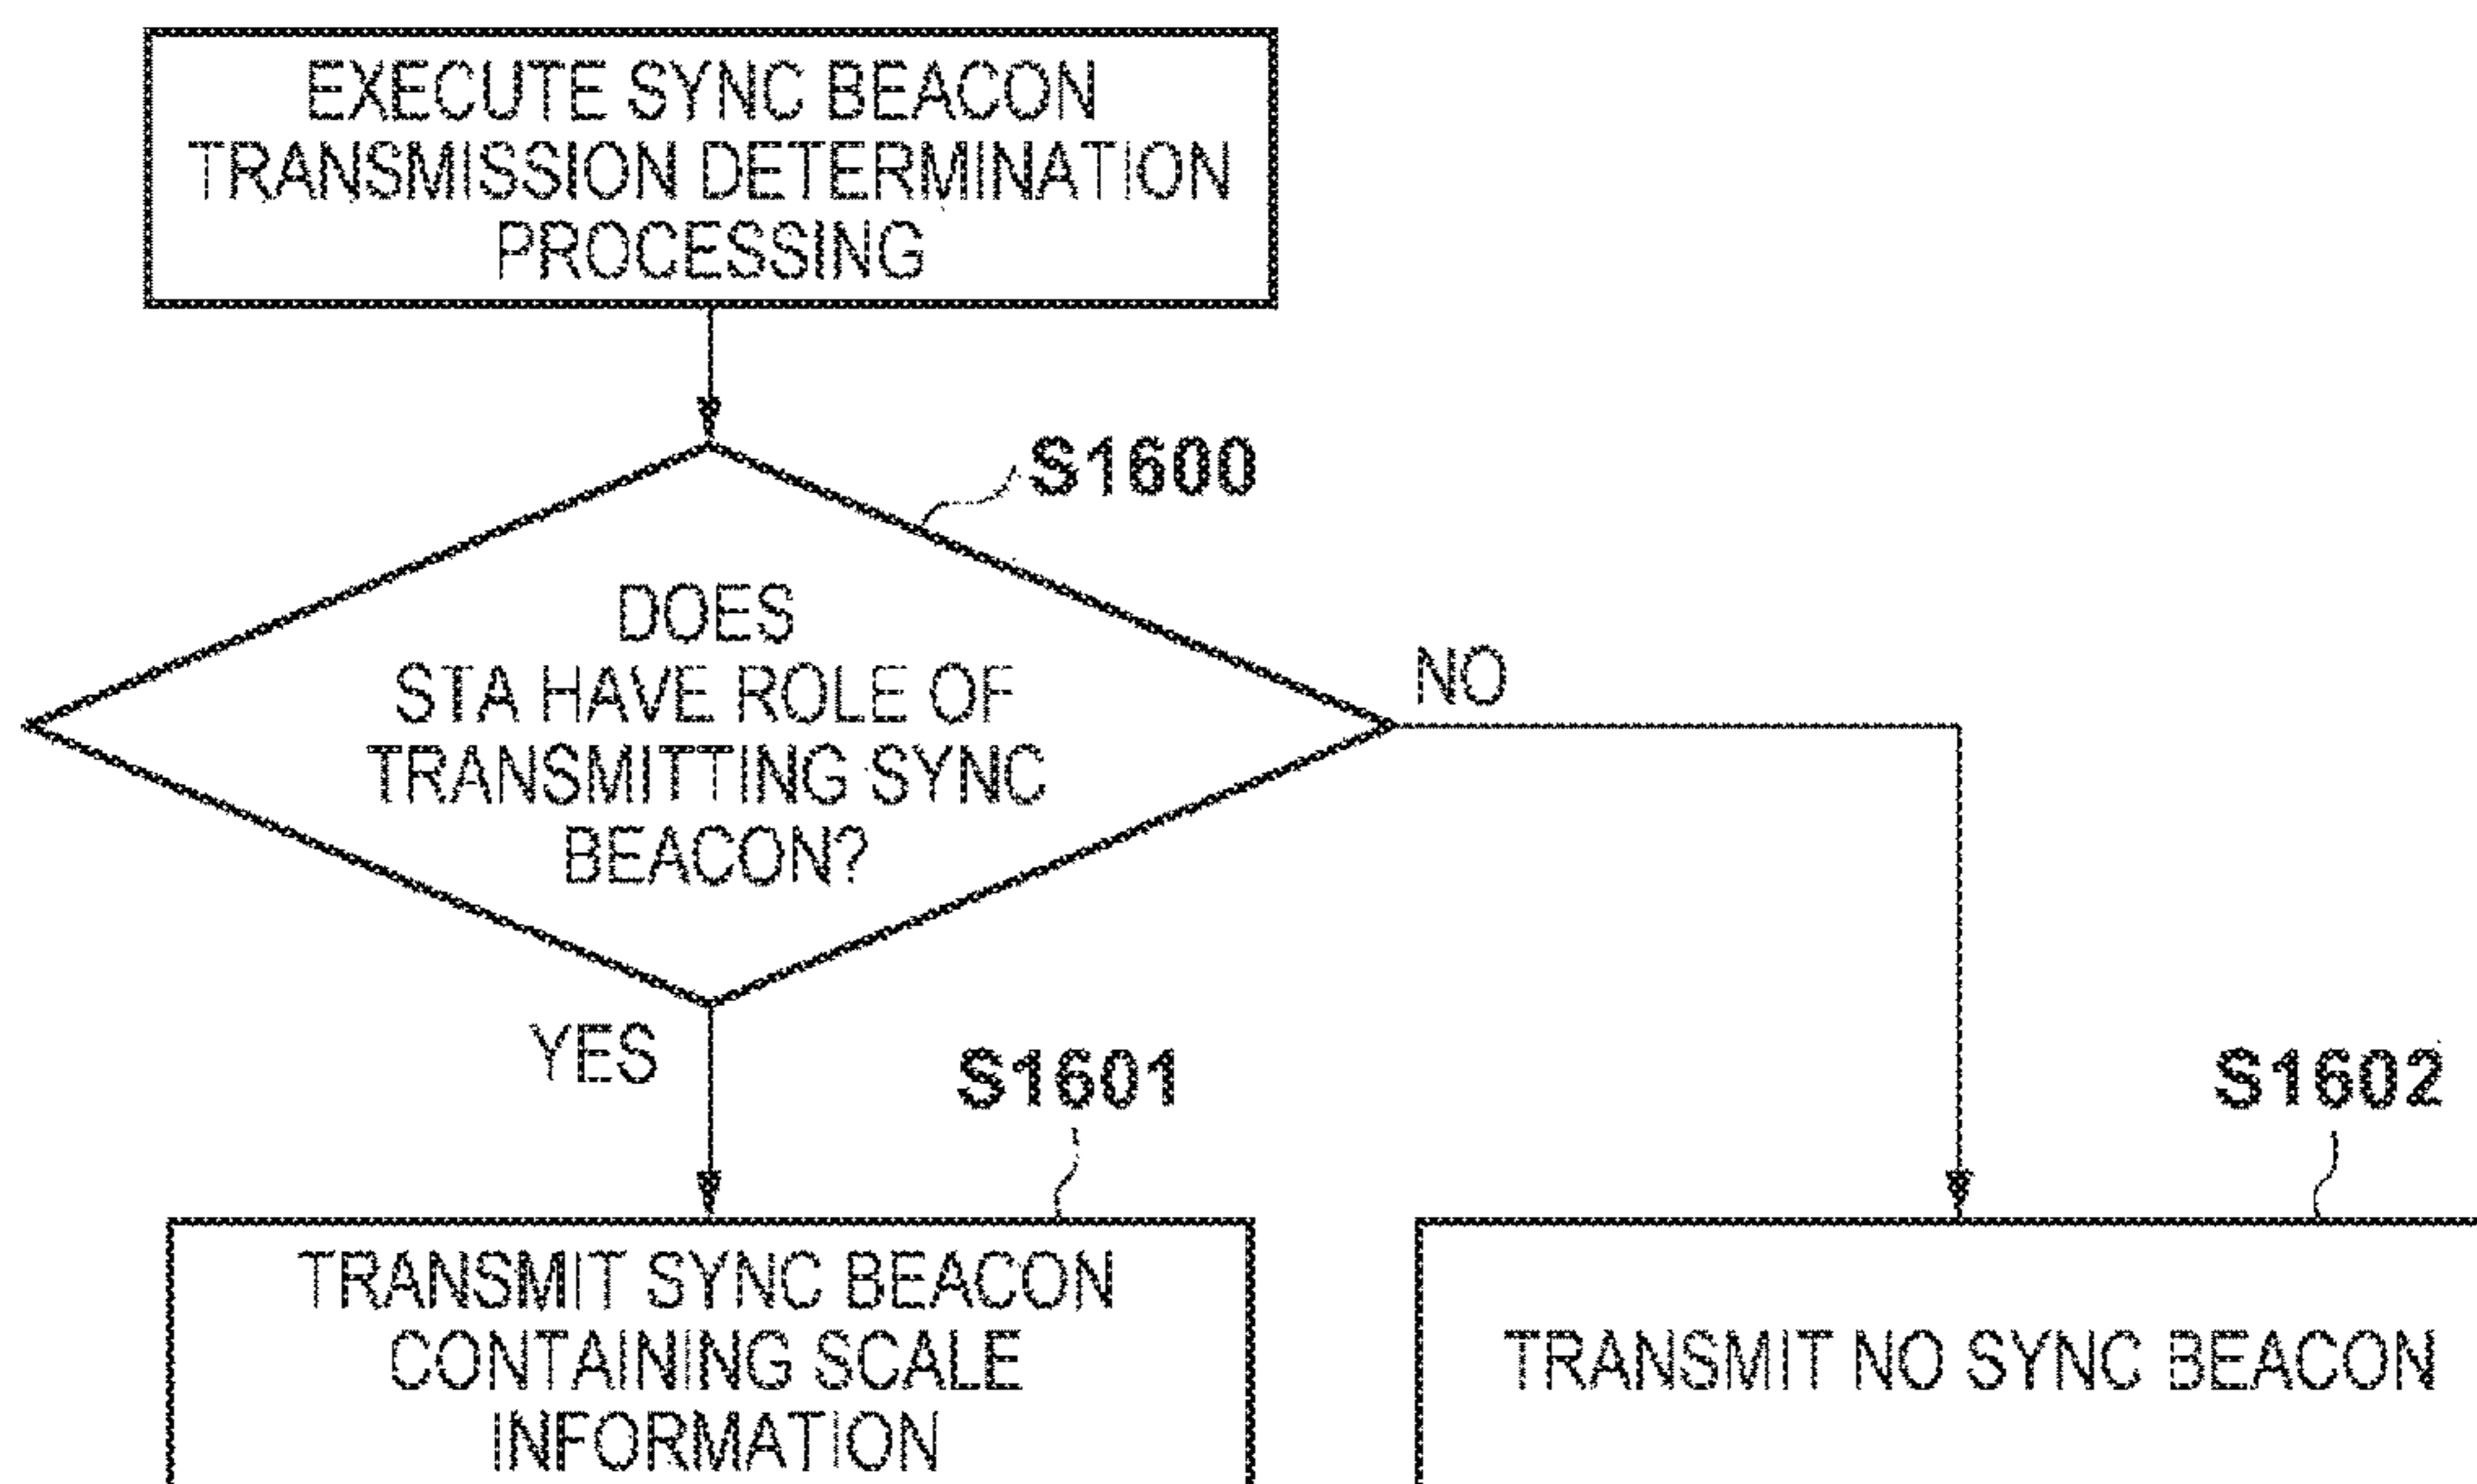 EXECUTE SYNC BEACON
TRANSMISSION DETERMINATION
PROCESSING
S1600
DOES
STA HAVE ROLE OF
TRANSMITTING SYNC
BEACON?
NO
YES
S1601
S1602
TRANSMIT SYNC BEACON
CONTAINING SCALE
INFORMATION
TRANSMIT NO SYNC BEACON